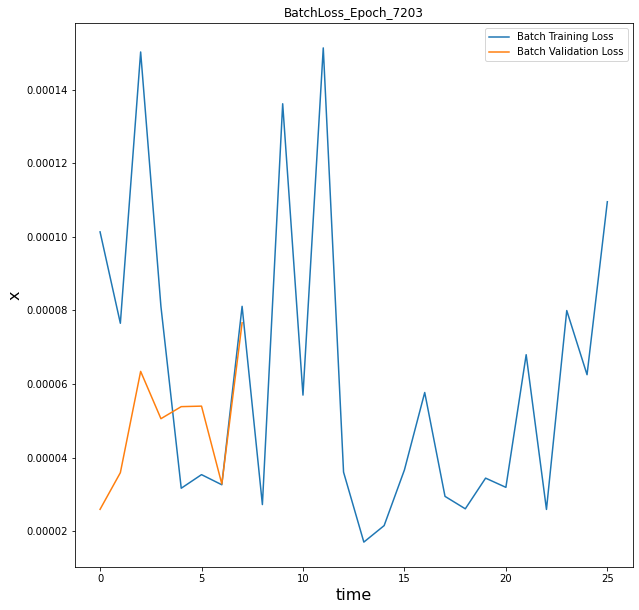 BatchLoss_Epoch_7203
Batch Training Loss
Batch Validation Loss
0.00014
0.00012
0.00010
0.00008
0.00006
0.00004
0.00002
x
0 5 10 15 20 25
time